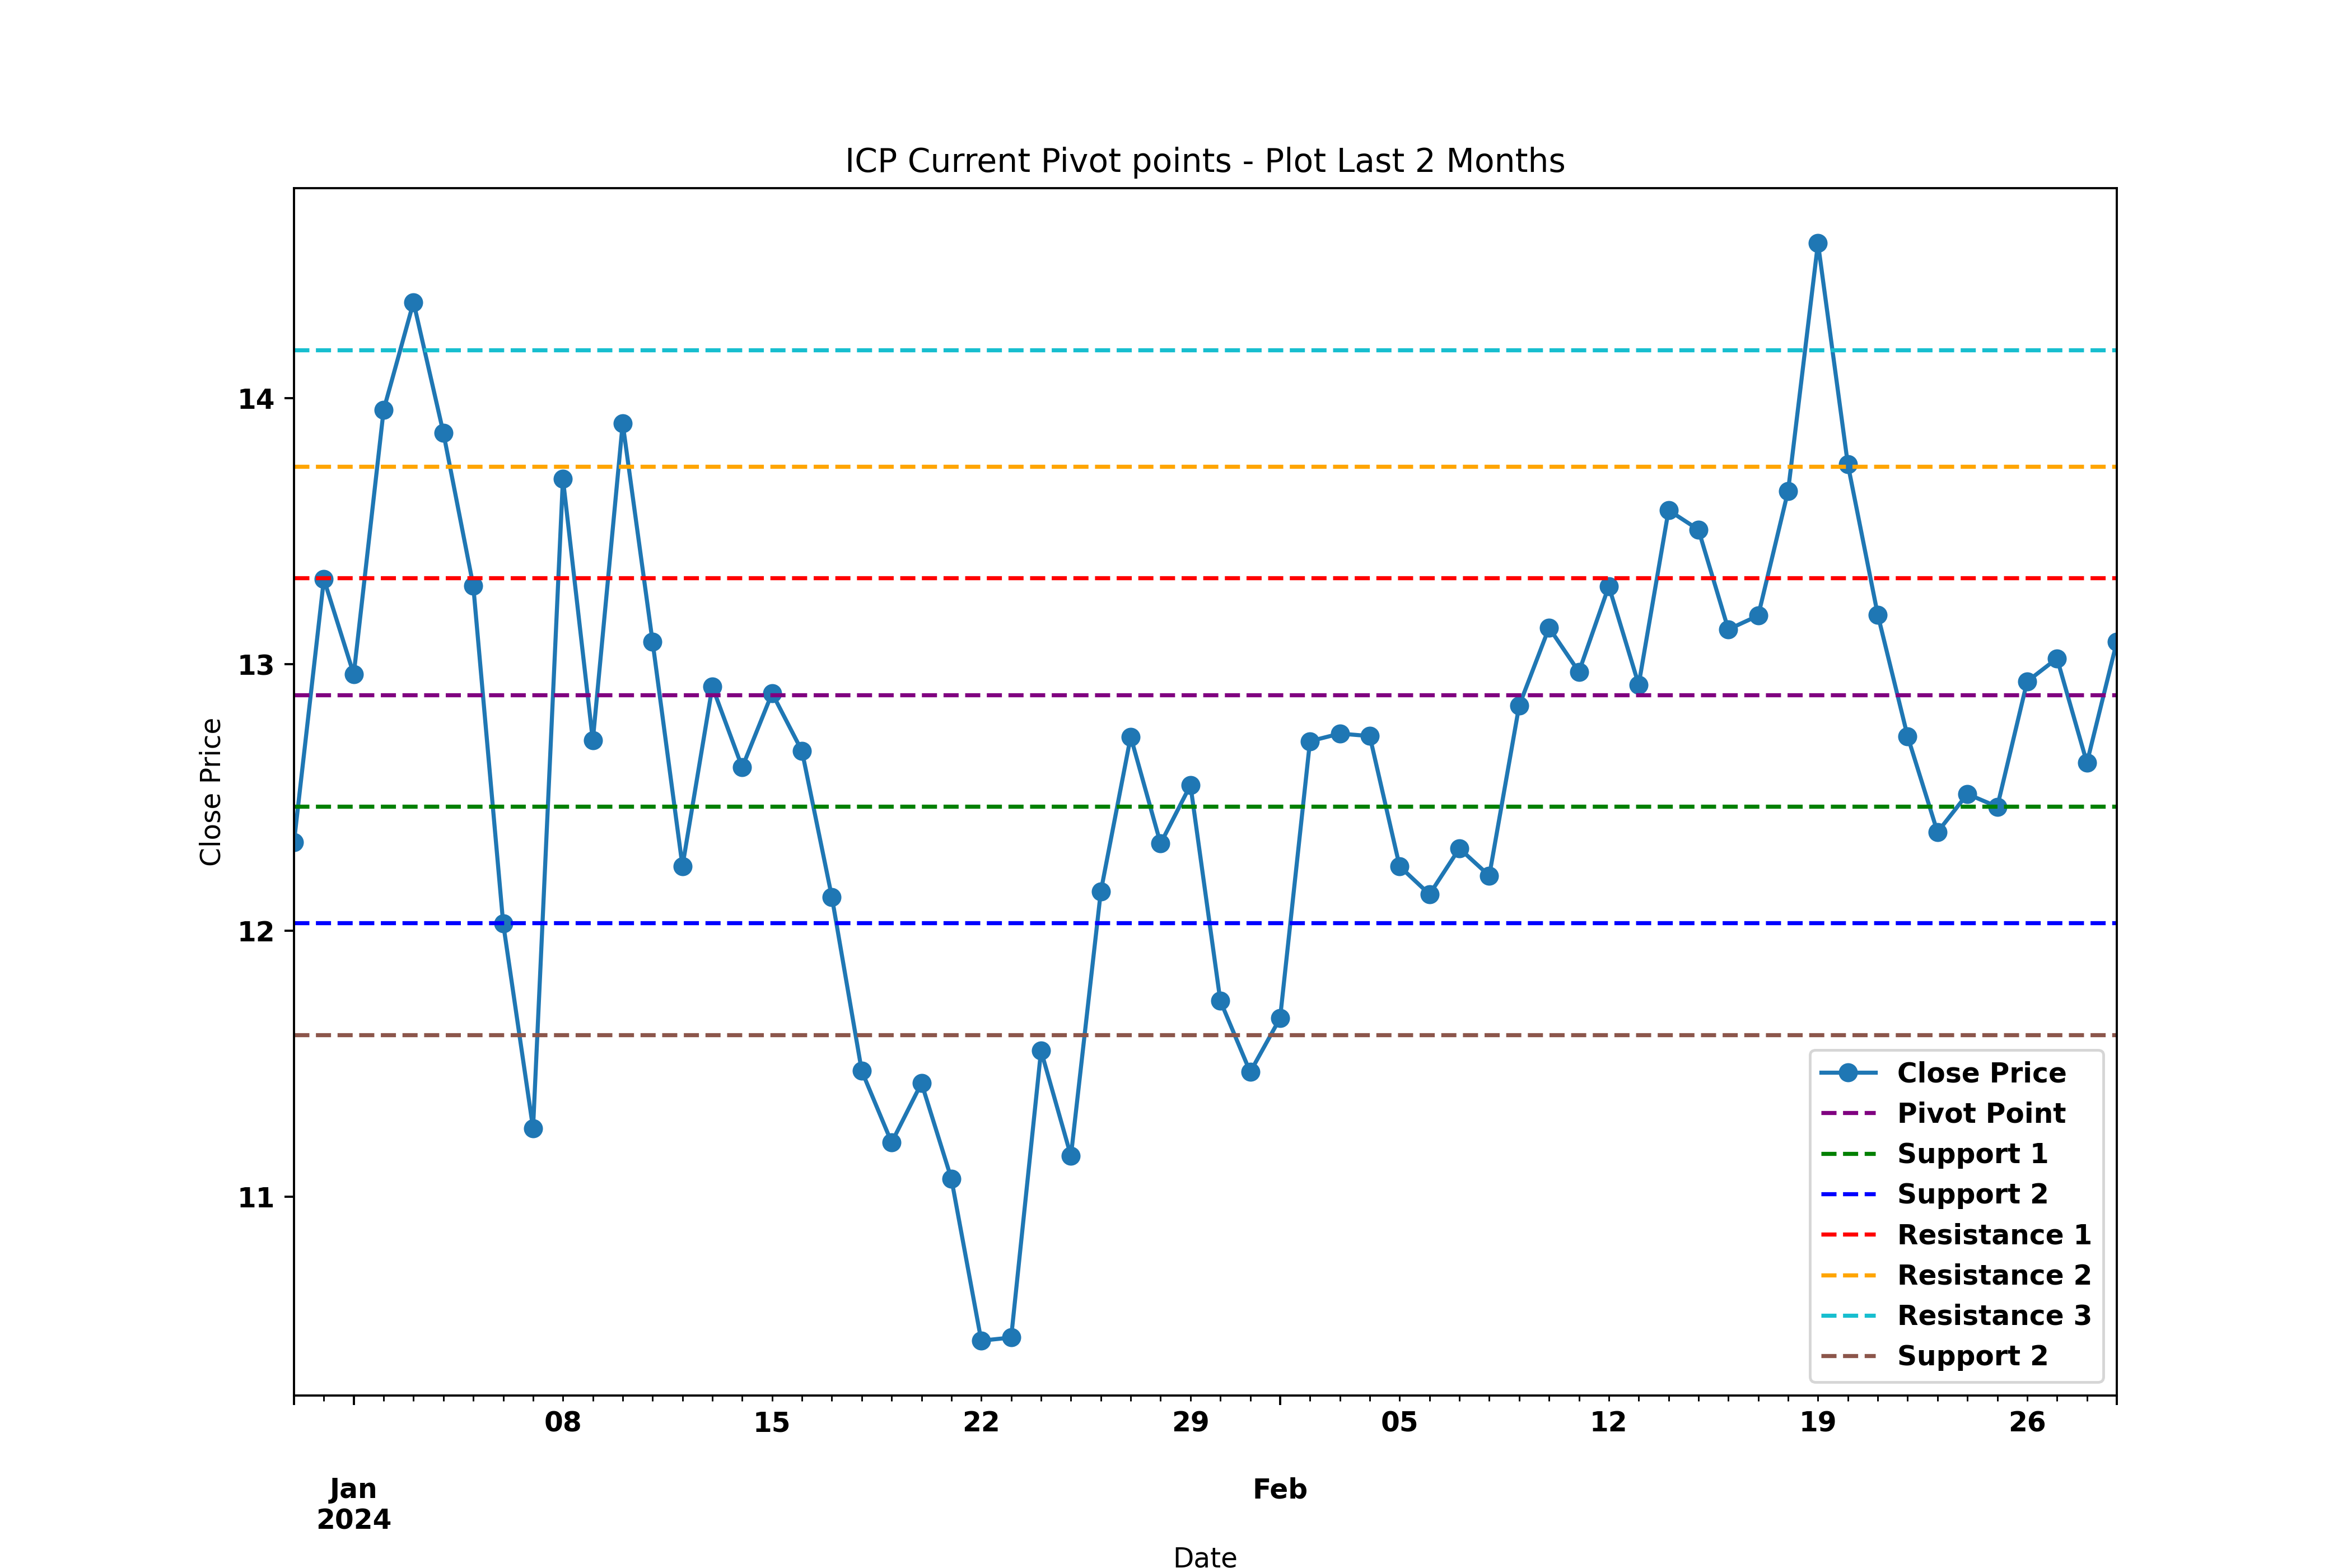 ICP Current Pivot points - Plot Last 2 Months
14
13
12
11
Close Price
Close Price
Pivot Point
Support 1
Support 2
Resistance 1
Resistance 2
Resistance 3
Support 2
08 15 22 29 05 12 19 26
Jan Feb
2024
Date